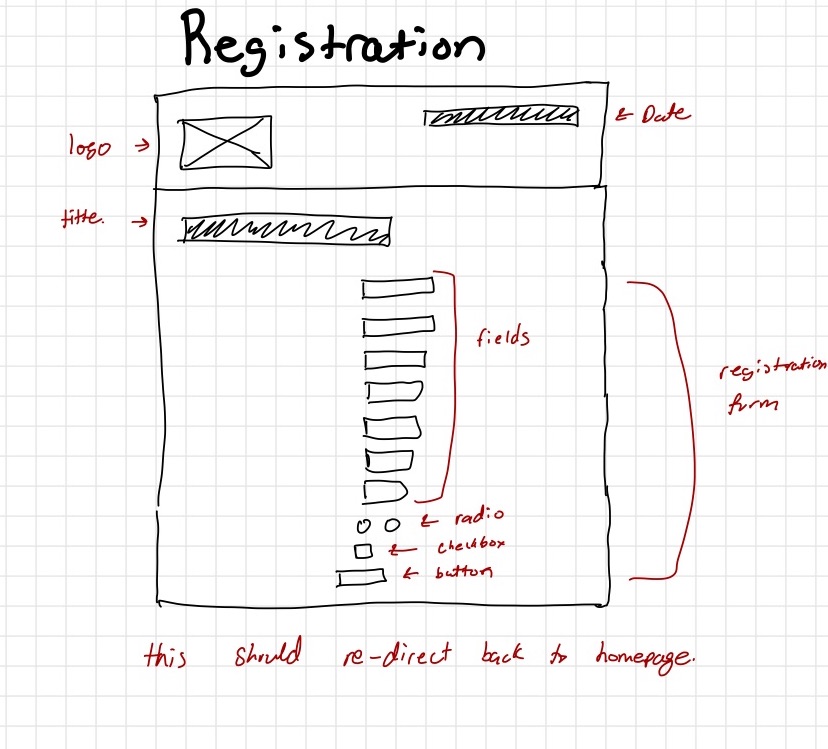 Registration
← Date
logo →
title. →
fields
registration
form
← radio
← checkbox
← button
this should re-direct back to homepage.